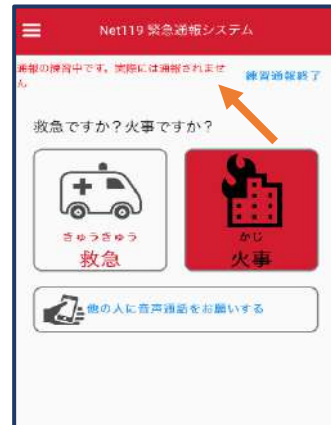 Net119 緊急通報システム
通報の練習中です。実際には通報されませ
ん
練習通報終了
救急ですか？火事ですか？
きゅうきゅう
救急
かじ
火事
他の人に音声通話をお願いする